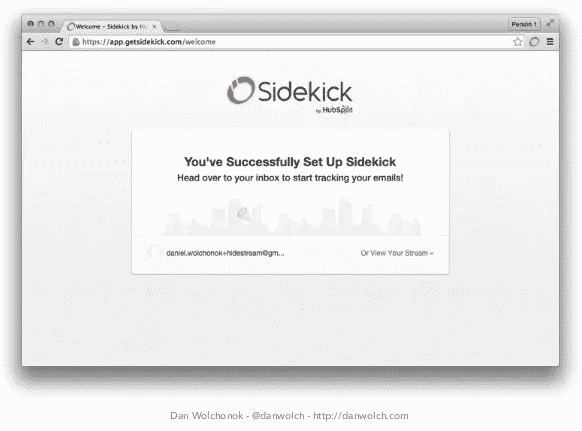 Welcome - Sidekick by Hu
Person 1
https://app.getsidekick.com/welcome
Sidekick
by HubSpot
You've Successfully Set Up Sidekick
Head over to your inbox to start tracking your emails!
daniel.wolchonok+hidestream@gm...
Or View Your Stream »
Dan Wolchonok - @danwolch - http://danwolch.com